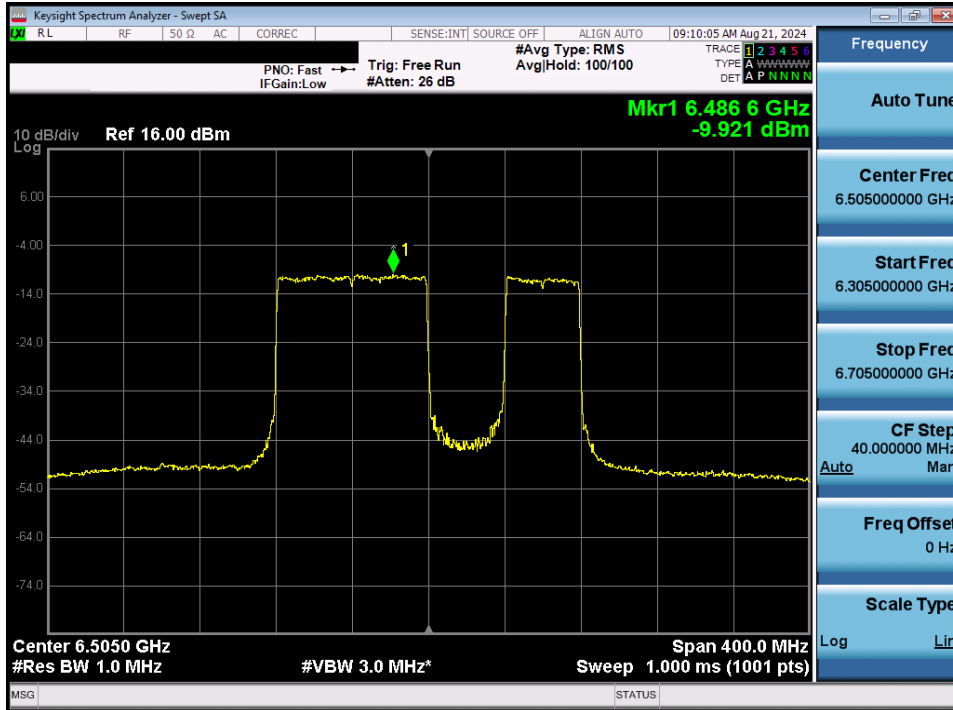 Keysight Spectrum Analyzer - Swept SA
LXI RL RF 50 Ω AC CORREC SENSE:INT SOURCE OFF ALIGN AUTO 09:10:05 AM Aug 21, 2024
PNO: Fast
IFGain:Low
Trig: Free Run
#Atten: 26 dB
#Avg Type: RMS
Avg|Hold: 100/100
TRACE 1 2 3 4 5 6
TYPE A WWWWW
DET A P N N N N
Mkr1 6.486 6 GHz
-9.921 dBm
10 dB/div Ref 16.00 dBm
Log
1
6.00
-4.00
-14.0
-24.0
-34.0
-44.0
-54.0
-64.0
-74.0
Center 6.5050 GHz Span 400.0 MHz
#Res BW 1.0 MHz #VBW 3.0 MHz* Sweep 1.000 ms (1001 pts)
MSG STATUS
Frequency
Auto Tune
Center Freq
6.505000000 GHz
Start Freq
6.305000000 GHz
Stop Freq
6.705000000 GHz
CF Step
40.000000 MHz
Auto Man
Freq Offset
0 Hz
Scale Type
Log Lin